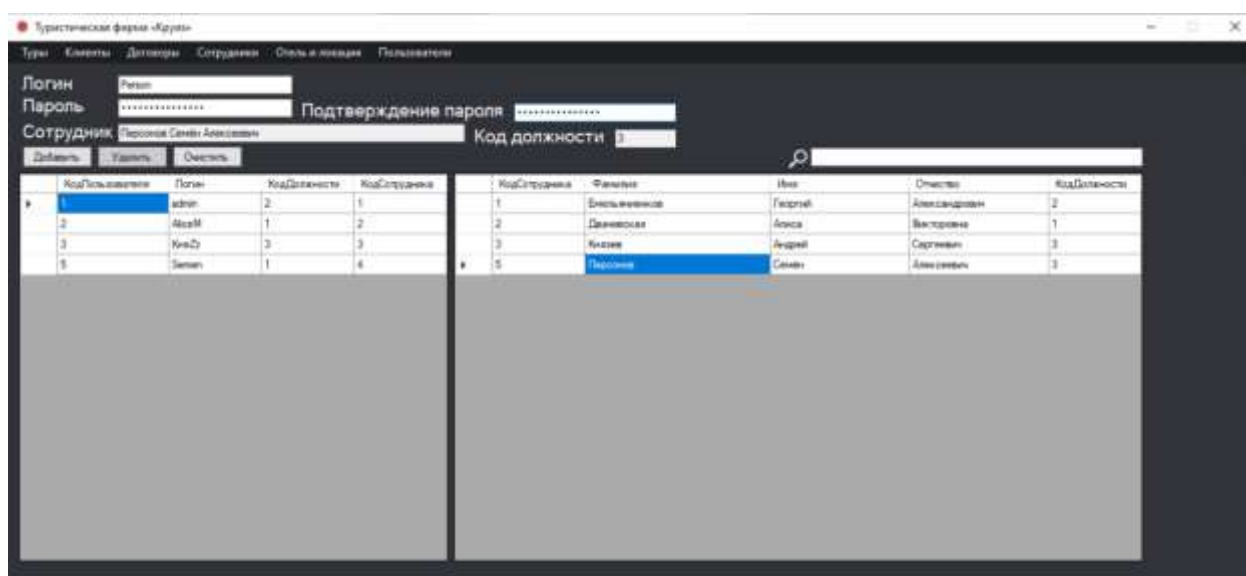 Туристическая фирма «Круиз»
Туры Клиенты Договоры Сотрудники Отель и локация Пользователи
Логин Person
Пароль ••••••••••••••• Подтверждение пароля •••••••••••••••
Сотрудник Персонов Семён Алексеевич Код должности 3
Добавить Удалить Очистить
КодПользователя Логин КодДолжности КодСотрудника КодСотрудника Фамилия Имя Отчество КодДолжности
1 admin 2 1 1 Георгий Александрович 2
2 AliceM 1 2 2 Алиса Викторовна 1
3 3 3 3 Князев Андрей Сергеевич 3
5 Semen 1 4 5 Персонов Семён Алексеевич 3